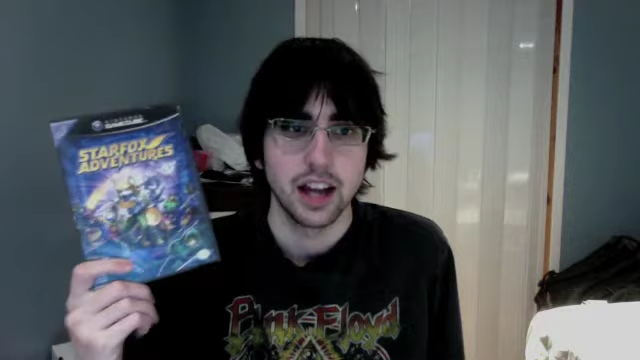 NINTENDO
GAMECUBE
STARFOX
ADVENTURES
Pink Floyd